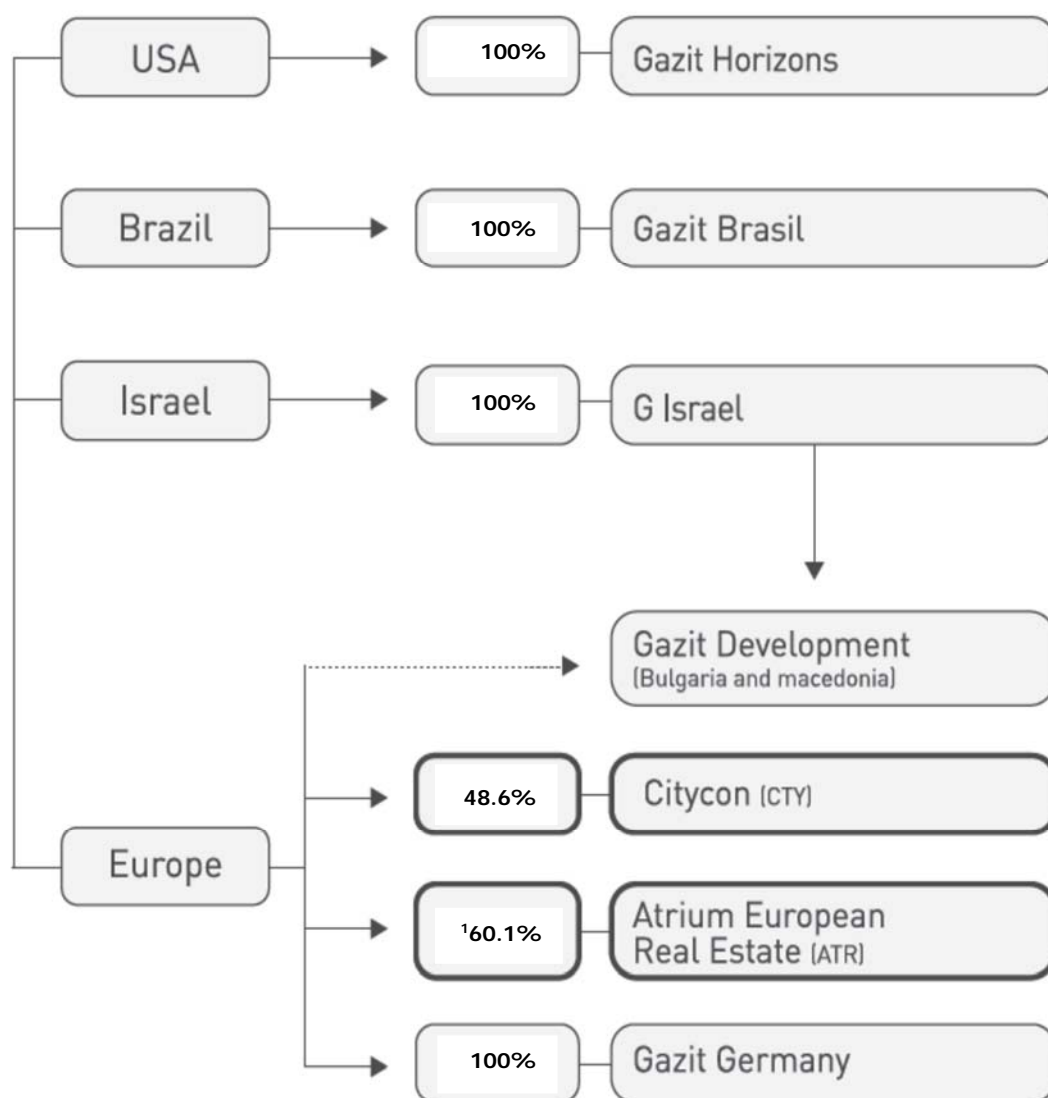 USA
100%
Gazit Horizons
Brazil
100%
Gazit Brasil
Israel
100%
G Israel
Gazit Development
(Bulgaria and macedonia)
48.6%
Citycon (CTY)
Europe
¹60.1%
Atrium European
Real Estate (ATR)
100%
Gazit Germany